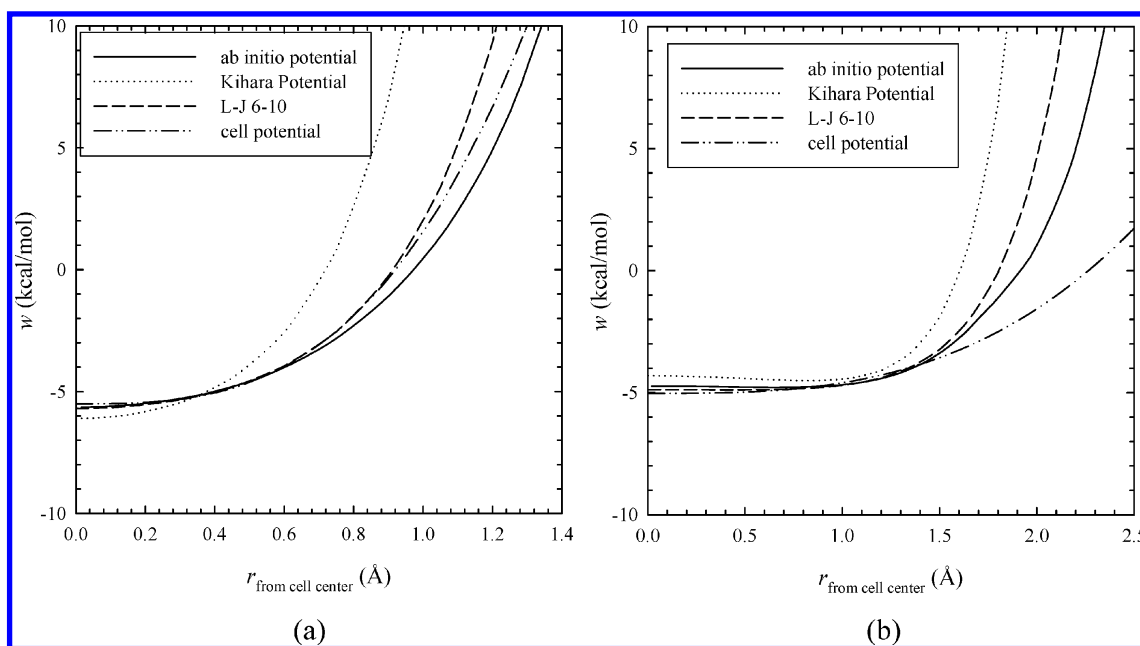 10
5
0
-5
-10
w (kcal/mol)
ab initio potential
Kihara Potential
L-J 6-10
cell potential
0.0 0.2 0.4 0.6 0.8 1.0 1.2 1.4
r from cell center (Å)
(a)
10
5
0
-5
-10
w (kcal/mol)
ab initio potential
Kihara Potential
L-J 6-10
cell potential
0.0 0.5 1.0 1.5 2.0 2.5
r from cell center (Å)
(b)